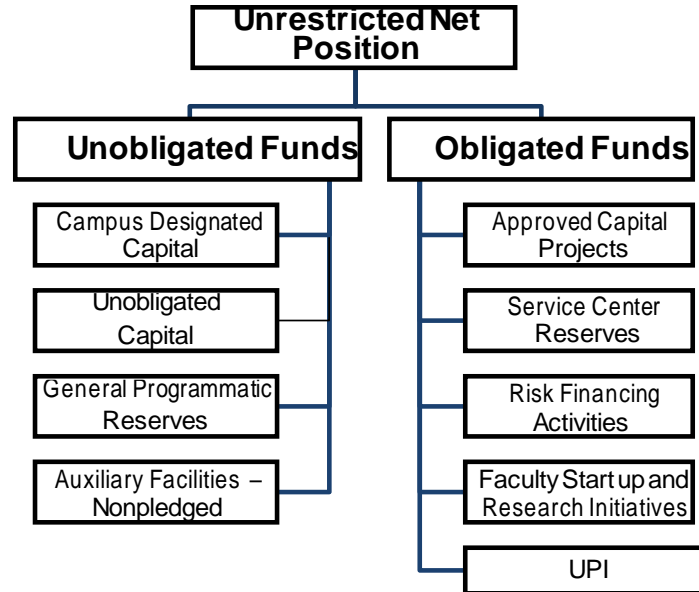 Unrestricted Net
Position
Unobligated Funds
Obligated Funds
Campus Designated
Capital
Unobligated
Capital
General Programmatic
Reserves
Auxiliary Facilities –
Nonpledged
Approved Capital
Projects
Service Center
Reserves
Risk Financing
Activities
Faculty Start up and
Research Initiatives
UPI